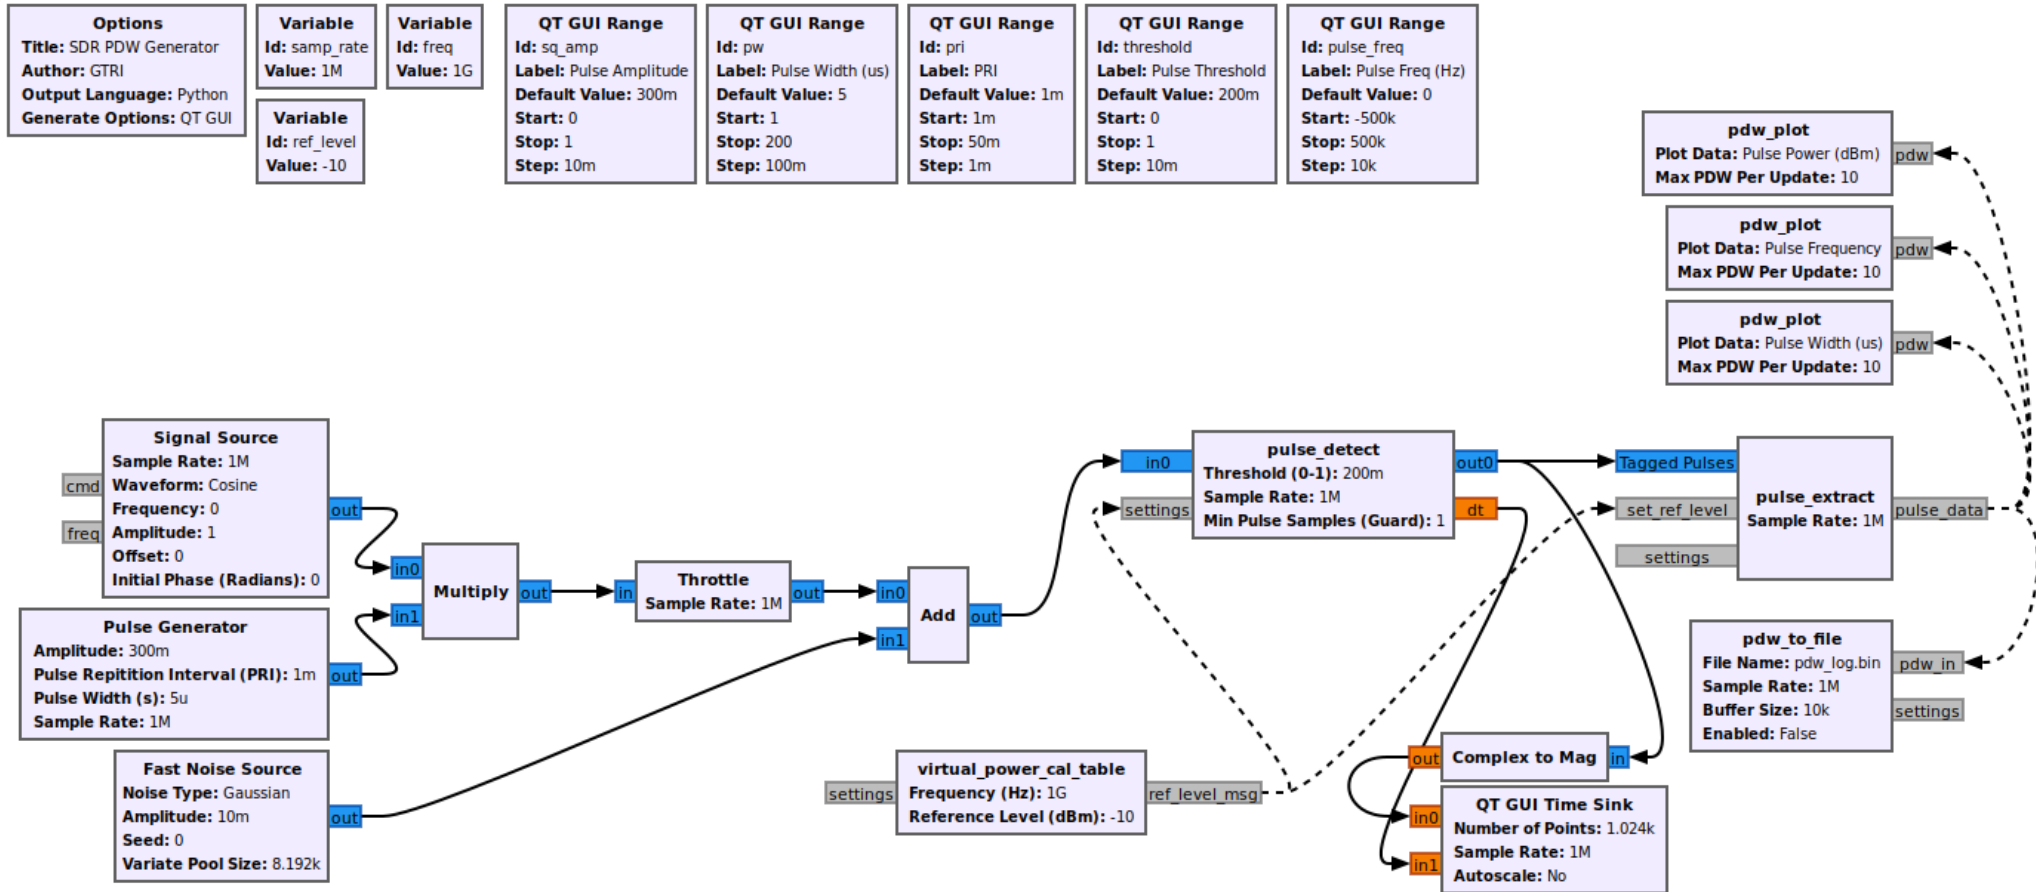 Options
Title: SDR PDW Generator
Author: GTRI
Output Language: Python
Generate Options: QT GUI
Variable
Id: samp_rate
Value: 1M
Variable
Id: freq
Value: 1G
Variable
Id: ref_level
Value: -10
QT GUI Range
Id: sq_amp
Label: Pulse Amplitude
Default Value: 300m
Start: 0
Stop: 1
Step: 10m
QT GUI Range
Id: pw
Label: Pulse Width (us)
Default Value: 5
Start: 1
Stop: 200
Step: 100m
QT GUI Range
Id: pri
Label: PRI
Default Value: 1m
Start: 1m
Stop: 50m
Step: 1m
QT GUI Range
Id: threshold
Label: Pulse Threshold
Default Value: 200m
Start: 0
Stop: 1
Step: 10m
QT GUI Range
Id: pulse_freq
Label: Pulse Freq (Hz)
Default Value: 0
Start: -500k
Stop: 500k
Step: 10k
pdw_plot
Plot Data: Pulse Power (dBm)
Max PDW Per Update: 10
pdw
pdw_plot
Plot Data: Pulse Frequency
Max PDW Per Update: 10
pdw
pdw_plot
Plot Data: Pulse Width (us)
Max PDW Per Update: 10
pdw
Signal Source
Sample Rate: 1M
Waveform: Cosine
Frequency: 0
Amplitude: 1
Offset: 0
Initial Phase (Radians): 0
cmd
freq
out
Pulse Generator
Amplitude: 300m
Pulse Repitition Interval (PRI): 1m
Pulse Width (s): 5u
Sample Rate: 1M
out
Fast Noise Source
Noise Type: Gaussian
Amplitude: 10m
Seed: 0
Variate Pool Size: 8.192k
out
in0
in1
Multiply
out
in
Throttle
Sample Rate: 1M
out
in0
in1
Add
out
in0
settings
pulse_detect
Threshold (0-1): 200m
Sample Rate: 1M
Min Pulse Samples (Guard): 1
out0
dt
Tagged Pulses
set_ref_level
settings
pulse_extract
Sample Rate: 1M
pulse_data
pdw_to_file
File Name: pdw_log.bin
Sample Rate: 1M
Buffer Size: 10k
Enabled: False
pdw_in
settings
settings
virtual_power_cal_table
Frequency (Hz): 1G
Reference Level (dBm): -10
ref_level_msg
out
Complex to Mag
in
in0
in1
QT GUI Time Sink
Number of Points: 1.024k
Sample Rate: 1M
Autoscale: No